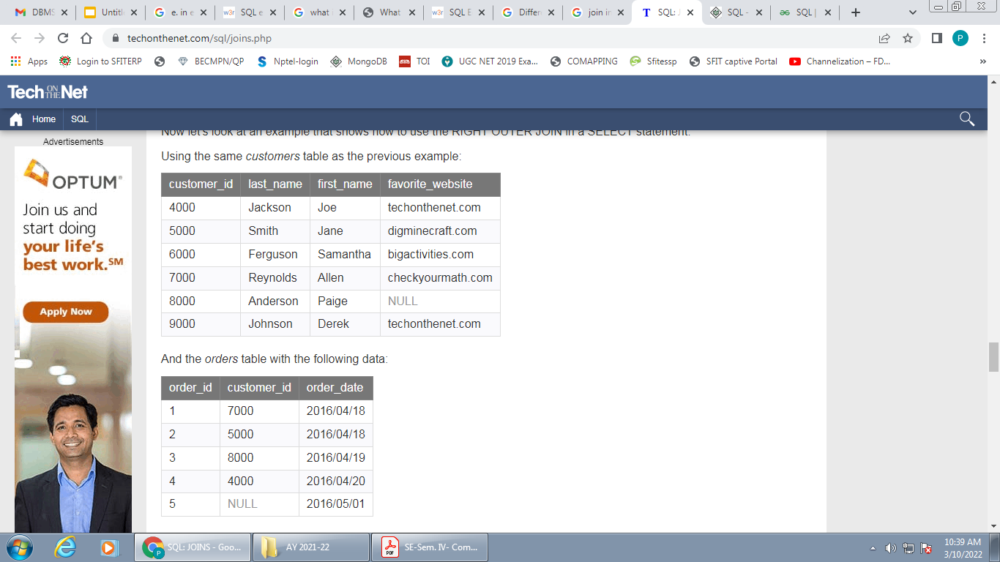 DBMS
Untitl
e. in e
SQL e
what
What
SQL E
Differ
join in
SQL: J
SQL -
SQL |
techonthenet.com/sql/joins.php
P
Apps
Login to SFITERP
BECMPN/QP
Nptel-login
MongoDB
TOI
UGC NET 2019 Exa...
COMAPPING
Sfitessp
SFIT captive Portal
Channelization – FD...
»
Tech ON THE Net
Home SQL
Advertisements
OPTUM®
Join us and
start doing
your life's
best work.SM
Apply Now
Now let's look at an example that shows how to use the RIGHT OUTER JOIN in a SELECT statement.
Using the same customers table as the previous example:
customer_id last_name first_name favorite_website
4000 Jackson Joe techonthenet.com
5000 Smith Jane digminecraft.com
6000 Ferguson Samantha bigactivities.com
7000 Reynolds Allen checkyourmath.com
8000 Anderson Paige NULL
9000 Johnson Derek techonthenet.com
And the orders table with the following data:
order_id customer_id order_date
1 7000 2016/04/18
2 5000 2016/04/18
3 8000 2016/04/19
4 4000 2016/04/20
5 NULL 2016/05/01
SQL: JOINS - Goo...
AY 2021-22
PDF
SE-Sem. IV- Com...
10:39 AM
3/10/2022